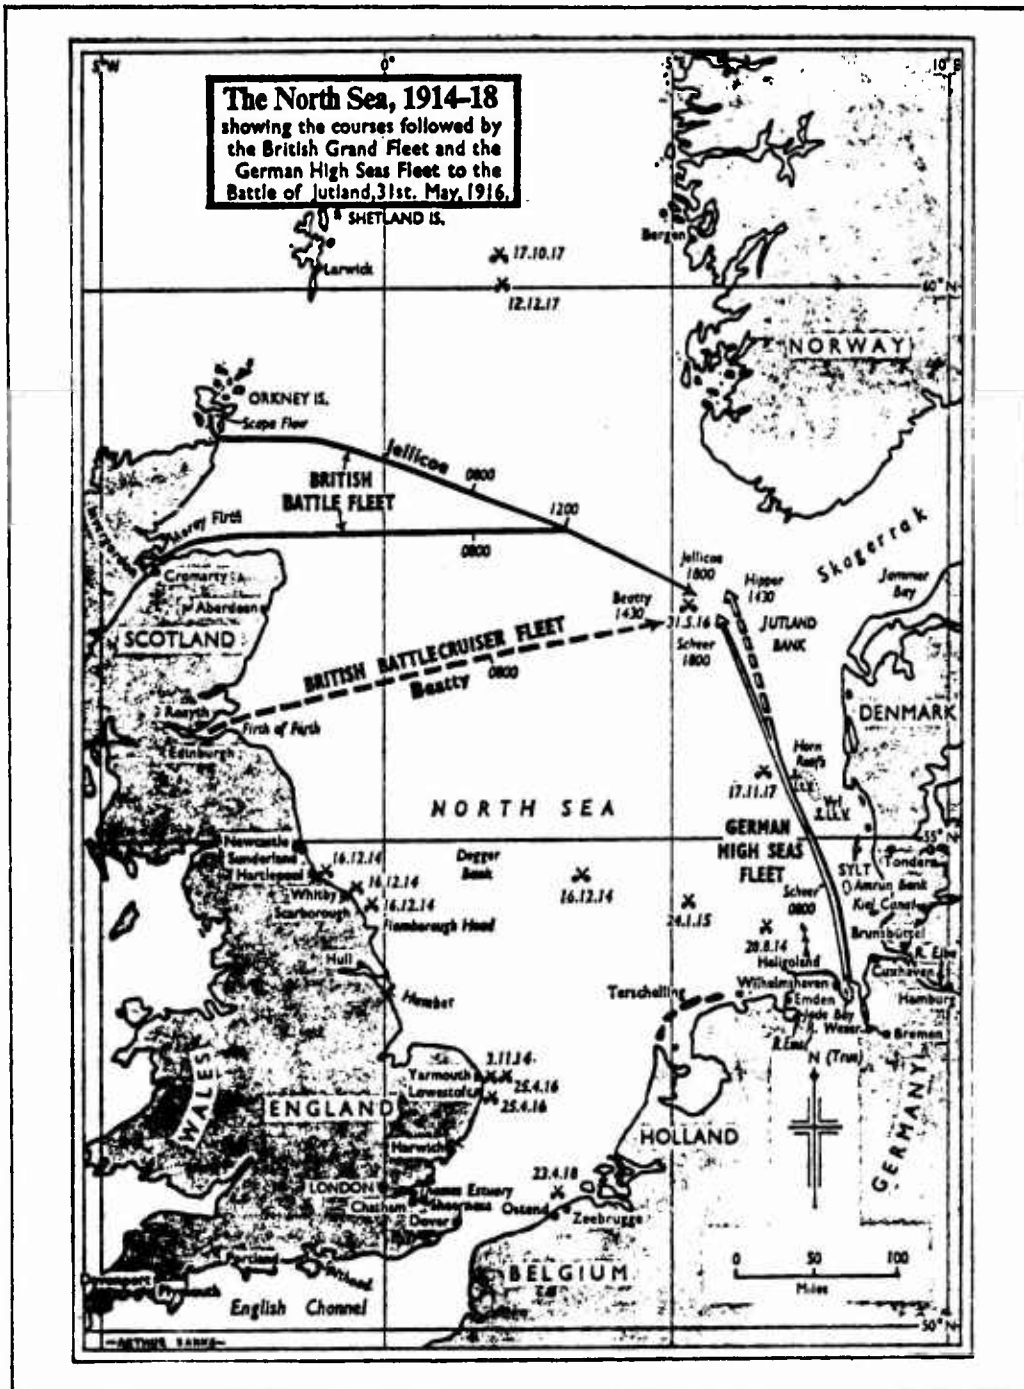 5°W
0°
5°E
10°E
The North Sea, 1914–18
showing the courses followed by
the British Grand Fleet and the
German High Seas Fleet to the
Battle of Jutland, 31st. May, 1916.
SHETLAND IS.
Lerwick
17.10.17
12.12.17
Bergen
60°N
NORWAY
ORKNEY IS.
Scapa Flow
Jellicoe
0800
BRITISH
BATTLE FLEET
1200
Invergordon
Moray Firth
0800
Cromarty
Aberdeen
SCOTLAND
Skagerrak
Jammer
Bay
Jellicoe
1800
Hipper
1430
Beatty
1430
31.5.16
Scheer
1800
JUTLAND
BANK
BRITISH BATTLECRUISER FLEET
Beatty
0800
Rosyth
Firth of Forth
Edinburgh
DENMARK
Horn
Reefs
17.11.17
NORTH SEA
GERMAN
HIGH SEAS
FLEET
55°N
Newcastle
Sunderland
Hartlepool
16.12.14
Whitby
16.12.14
Scarborough
16.12.14
Flamborough Head
Dogger
Bank
16.12.14
24.1.15
SYLT
Tondern
Amrun Bank
Scheer
0800
Kiel Canal
Brunsbüttel
28.8.14
Heligoland
R. Elbe
Cuxhaven
Hamburg
Hull
Humber
Terschelling
Wilhelmshaven
Emden
Jade Bay
R. Weser
R. Ems
Bremen
N (True)
WALES
2.11.14
Yarmouth
25.4.16
Lowestoft
25.4.16
ENGLAND
Harwich
HOLLAND
GERMANY
LONDON
Thames Estuary
Chatham
Sheerness
Dover
23.4.18
Ostend
Zeebrugge
Portland
Devonport
Plymouth
English Channel
BELGIUM
0 50 100
Miles
50°N
—ARTHUR BANKS—